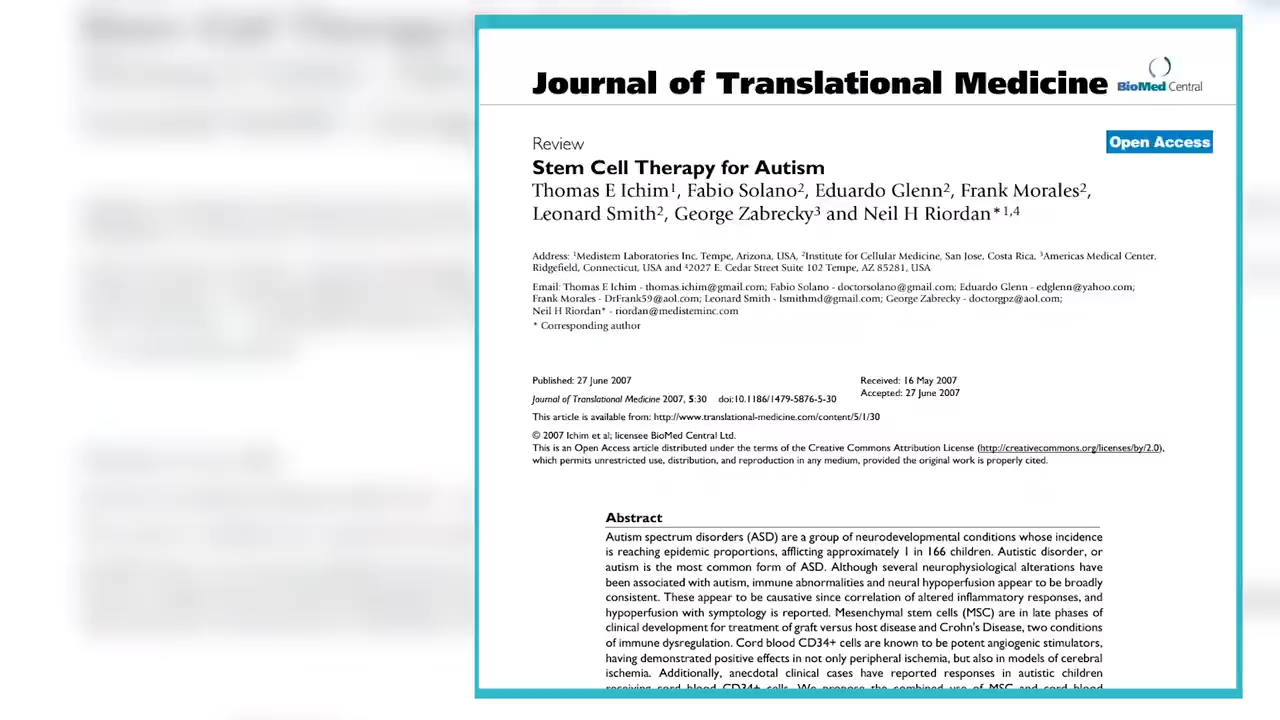 Journal of Translational Medicine
BioMed Central
Review
Open Access
Stem Cell Therapy for Autism
Thomas E Ichim1, Fabio Solano2, Eduardo Glenn2, Frank Morales2,
Leonard Smith2, George Zabrecky3 and Neil H Riordan*1,4
Address: 1Medistem Laboratories Inc, Tempe, Arizona, USA, 2Institute for Cellular Medicine, San Jose, Costa Rica, 3Americas Medical Center,
Ridgefield, Connecticut, USA and 42027 E. Cedar Street Suite 102 Tempe, AZ 85281, USA
Email: Thomas E Ichim - thomas.ichim@gmail.com; Fabio Solano - doctorsolano@gmail.com; Eduardo Glenn - edglenn@yahoo.com;
Frank Morales - DrFrank59@aol.com; Leonard Smith - lsmithmd@gmail.com; George Zabrecky - doctorgpz@aol.com;
Neil H Riordan* - riordan@medisteminc.com
* Corresponding author
Published: 27 June 2007
Received: 16 May 2007
Accepted: 27 June 2007
Journal of Translational Medicine 2007, 5:30 doi:10.1186/1479-5876-5-30
This article is available from: http://www.translational-medicine.com/content/5/1/30
© 2007 Ichim et al; licensee BioMed Central Ltd.
This is an Open Access article distributed under the terms of the Creative Commons Attribution License (http://creativecommons.org/licenses/by/2.0),
which permits unrestricted use, distribution, and reproduction in any medium, provided the original work is properly cited.
Abstract
Autism spectrum disorders (ASD) are a group of neurodevelopmental conditions whose incidence
is reaching epidemic proportions, afflicting approximately 1 in 166 children. Autistic disorder, or
autism is the most common form of ASD. Although several neurophysiological alterations have
been associated with autism, immune abnormalities and neural hypoperfusion appear to be broadly
consistent. These appear to be causative since correlation of altered inflammatory responses, and
hypoperfusion with symptology is reported. Mesenchymal stem cells (MSC) are in late phases of
clinical development for treatment of graft versus host disease and Crohn's Disease, two conditions
of immune dysregulation. Cord blood CD34+ cells are known to be potent angiogenic stimulators,
having demonstrated positive effects in not only peripheral ischemia, but also in models of cerebral
ischemia. Additionally, anecdotal clinical cases have reported responses in autistic children
receiving cord blood CD34+ cells. We propose the combined use of MSC and cord blood